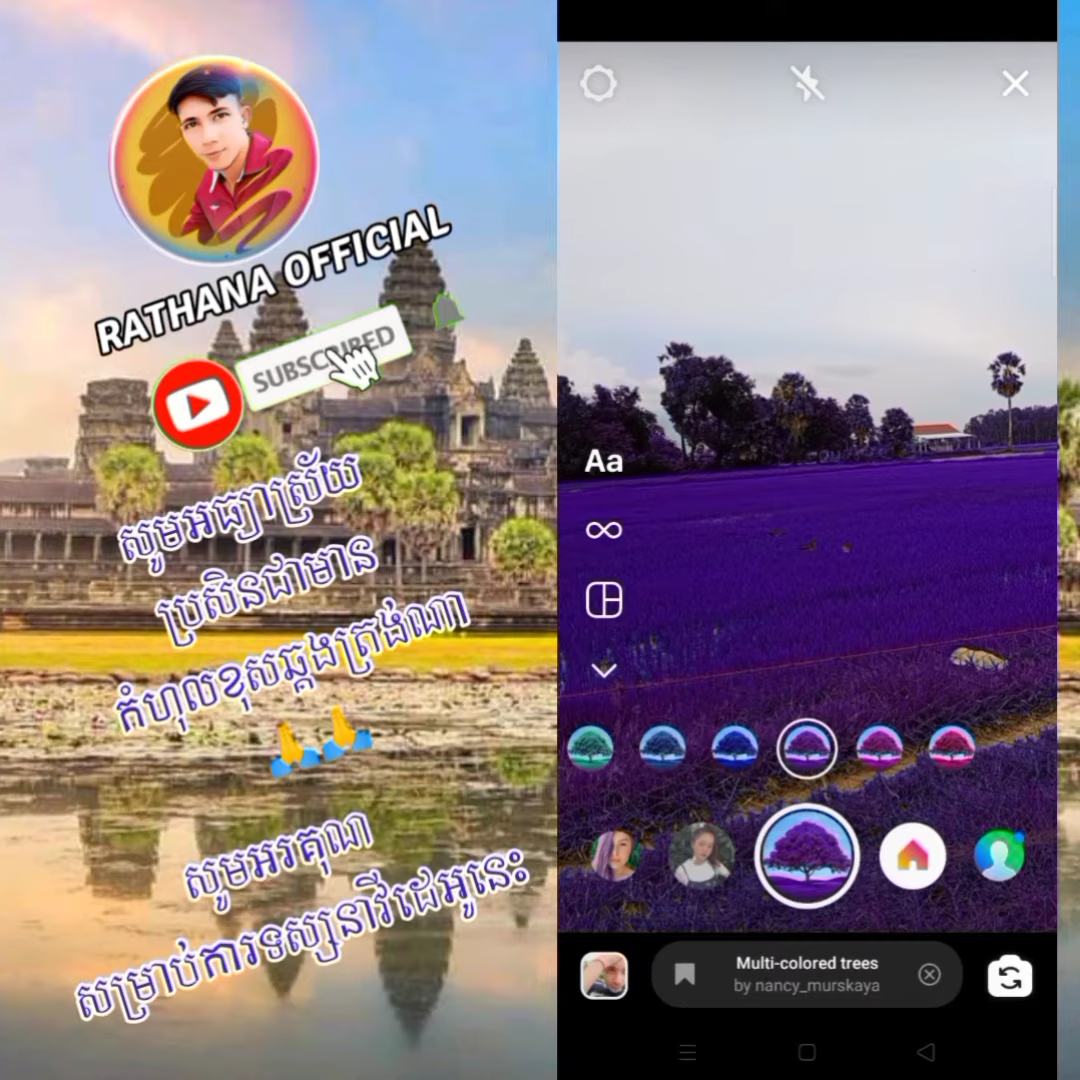 RATHANA OFFICIAL
SUBSCRIBED
សូមអធ្យាស្រ័យ
ប្រសិនជាមាន
កំហុលខុសឆ្គងត្រង់ណា
🙏🙏
សូមអរគុណ
សម្រាប់ការទស្សនាវីដេអូនេះ
Aa
Multi-colored trees
by nancy_murskaya